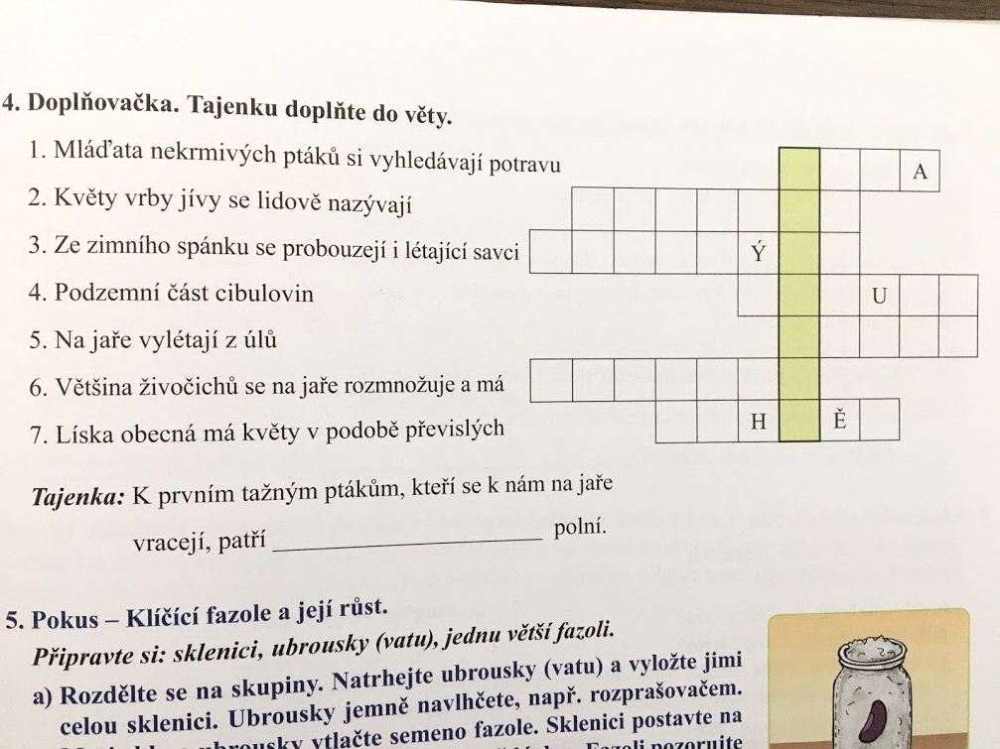 4. Doplňovačka. Tajenku doplňte do věty.
1. Mláďata nekrmivých ptáků si vyhledávají potravu
A
2. Květy vrby jívy se lidově nazývají
3. Ze zimního spánku se probouzejí i létající savci
Ý
4. Podzemní část cibulovin
U
5. Na jaře vylétají z úlů
6. Většina živočichů se na jaře rozmnožuje a má
7. Líska obecná má květy v podobě převislých
H Ě
Tajenka: K prvním tažným ptákům, kteří se k nám na jaře
vracejí, patří ____________________ polní.
5. Pokus – Klíčící fazole a její růst.
Připravte si: sklenici, ubrousky (vatu), jednu větší fazoli.
a) Rozdělte se na skupiny. Natrhejte ubrousky (vatu) a vyložte jimi
celou sklenici. Ubrousky jemně navlhčete, např. rozprašovačem.
ubrousky vtlačte semeno fazole. Sklenici postavte na
Fazoli pozorujte